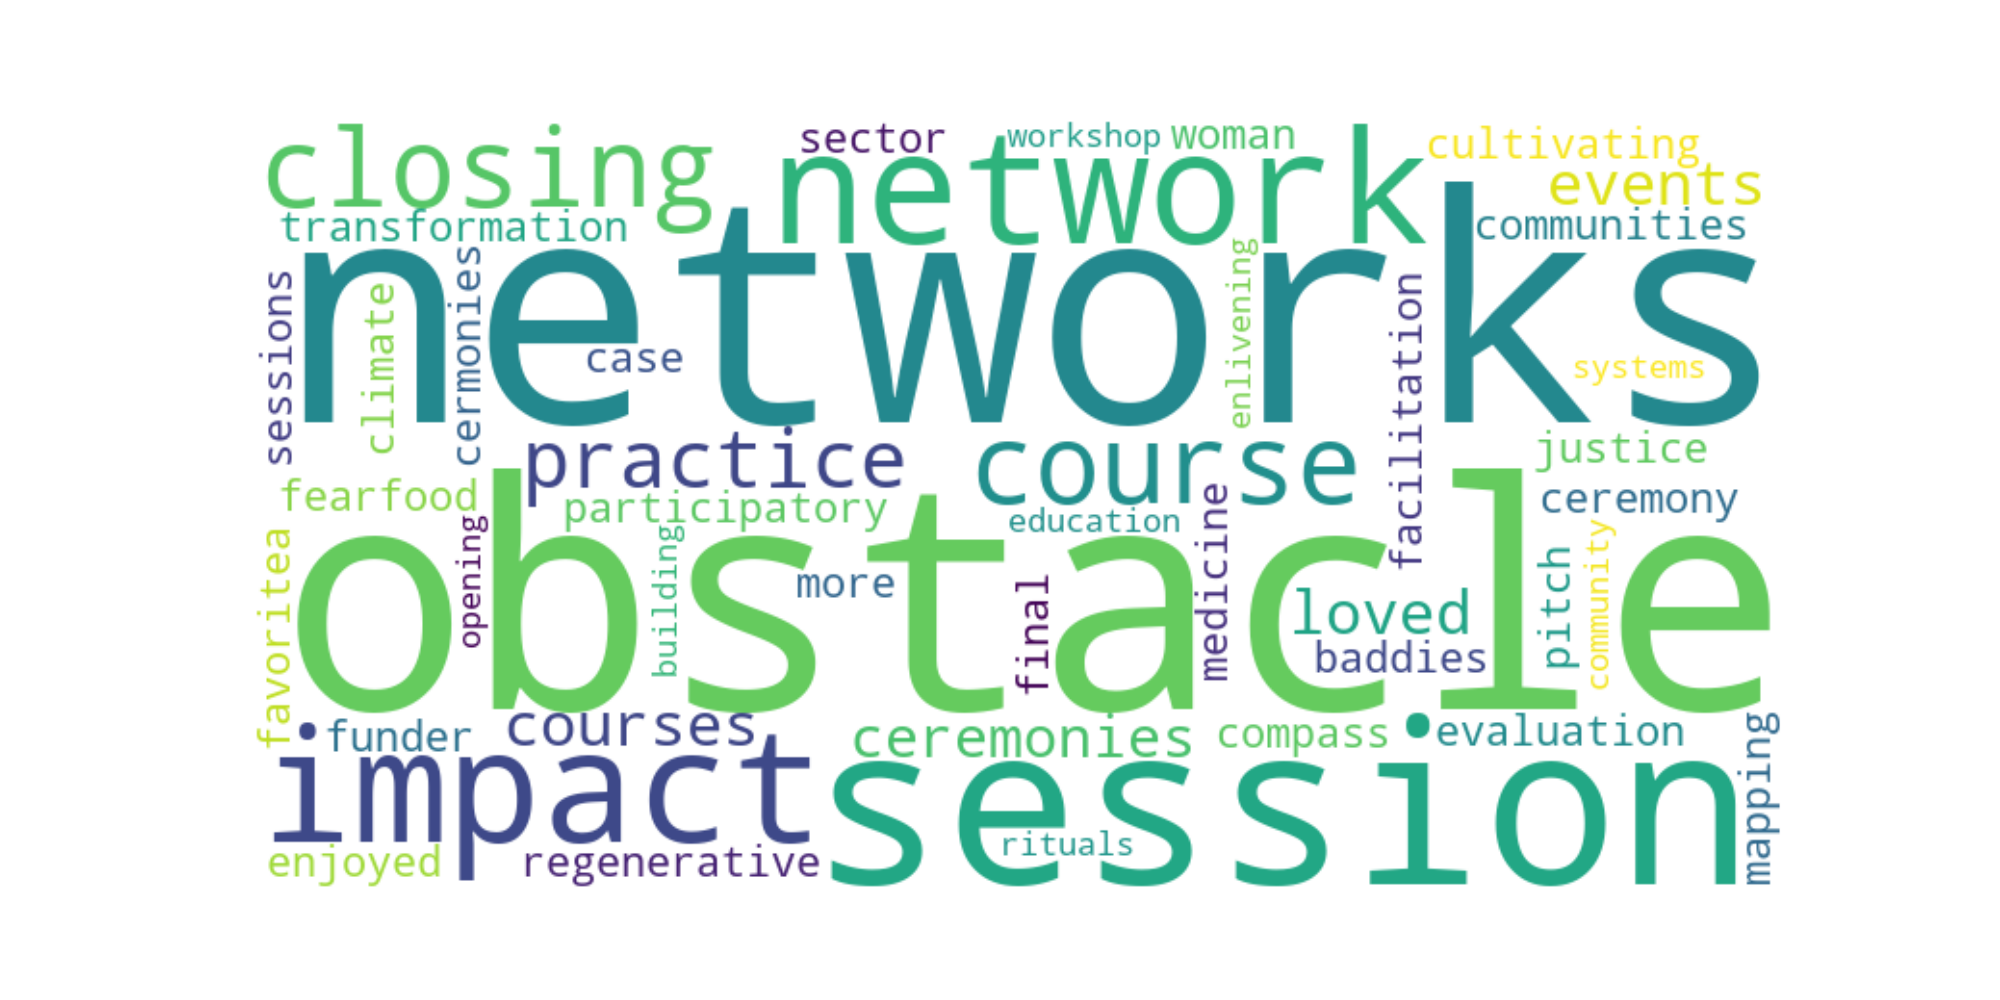 closing
sector
workshop
woman
cultivating
network
events
transformation
communities
networks
sessions
climate
cermonies
case
enlivening
facilitation
systems
practice
course
justice
fearfood
participatory
education
medicine
ceremony
obstacle
favoritea
opening
building
more
final
loved
baddies
pitch
community
funder
courses
ceremonies
compass
evaluation
impact
session
mapping
rituals
enjoyed
regenerative